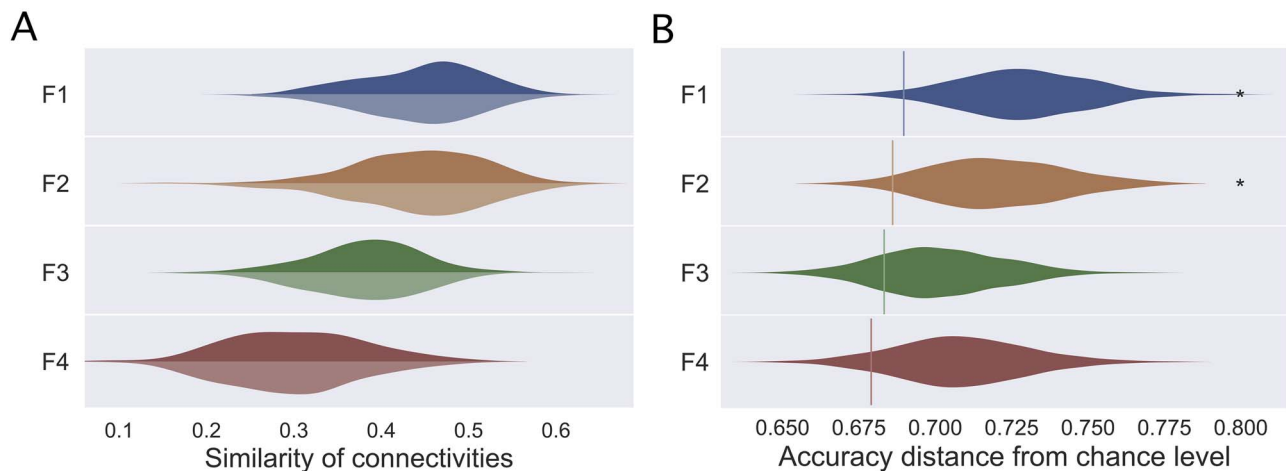 A
F1
F2
F3
F4
0.1 0.2 0.3 0.4 0.5 0.6
Similarity of connectivities
B
F1 *
F2 *
F3
F4
0.650 0.675 0.700 0.725 0.750 0.775 0.800
Accuracy distance from chance level